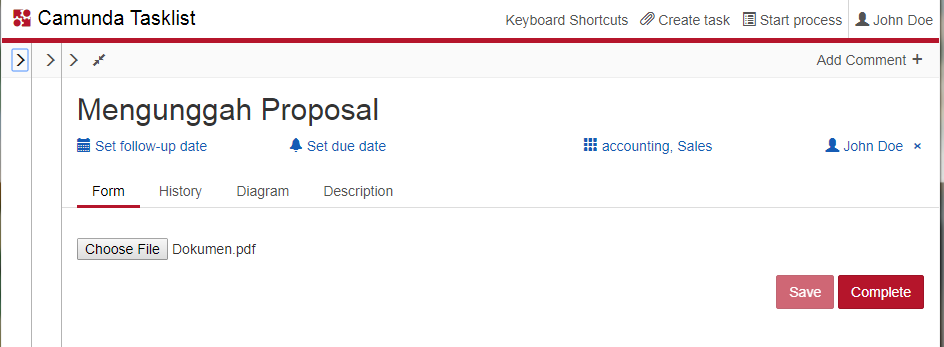 Camunda Tasklist Keyboard Shortcuts Create task Start process John Doe
Add Comment +
Mengunggah Proposal
Set follow-up date Set due date accounting, Sales John Doe ×
Form History Diagram Description
Choose File Dokumen.pdf
Save Complete